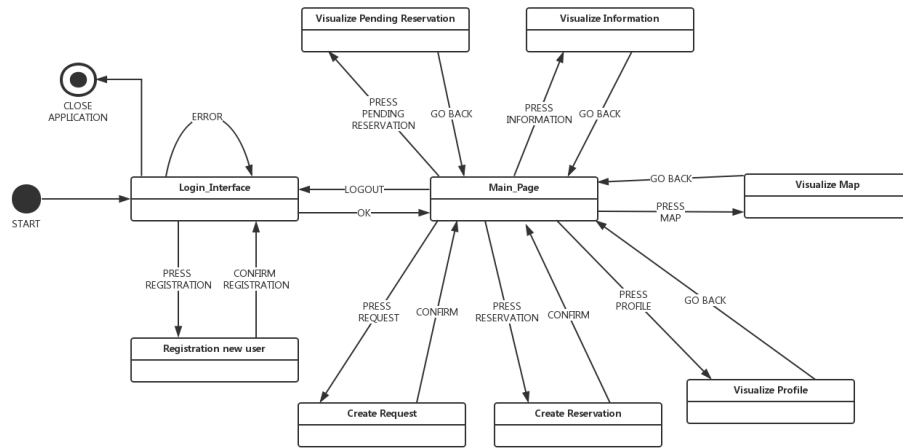 Visualize Pending Reservation
Visualize Information
CLOSE
APPLICATION
ERROR
PRESS
PENDING
RESERVATION
GO BACK
PRESS
INFORMATION
GO BACK
START
Login_Interface
LOGOUT
OK
Main_Page
GO BACK
PRESS
MAP
Visualize Map
PRESS
REGISTRATION
CONFIRM
REGISTRATION
PRESS
REQUEST
CONFIRM
PRESS
RESERVATION
CONFIRM
PRESS
PROFILE
GO BACK
Registration new user
Create Request
Create Reservation
Visualize Profile